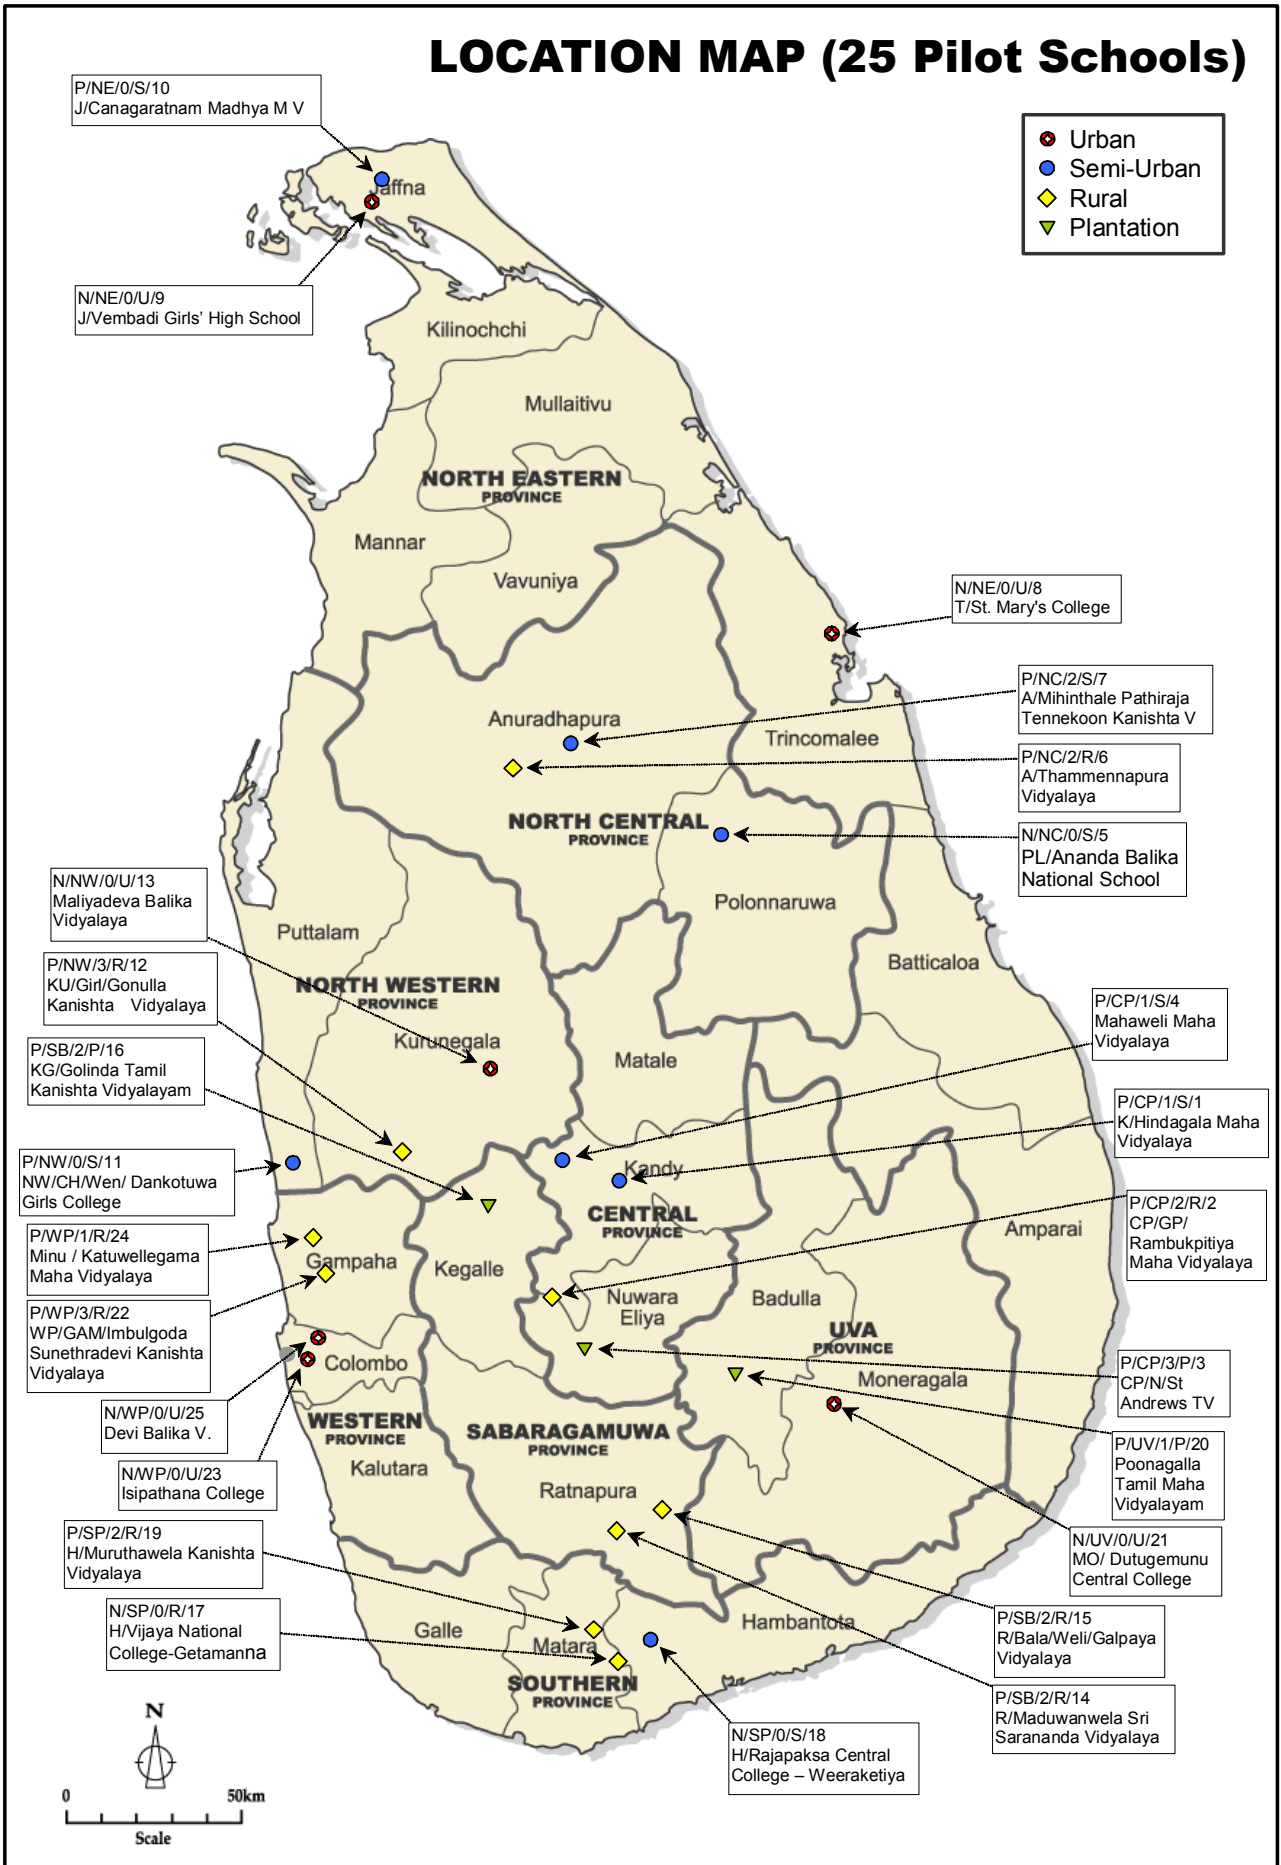 LOCATION MAP (25 Pilot Schools)
P/NE/0/S/10
J/Canagaratnam Madhya M V
Urban
Semi-Urban
Rural
Plantation
Jaffna
N/NE/0/U/9
J/Vembadi Girls' High School
Kilinochchi
Mullaitivu
NORTH EASTERN
PROVINCE
Mannar
Vavuniya
N/NE/0/U/8
T/St. Mary's College
P/NC/2/S/7
A/Mihinthale Pathiraja
Tennekoon Kanishta V
Anuradhapura
Trincomalee
P/NC/2/R/6
A/Thammennapura
Vidyalaya
NORTH CENTRAL
PROVINCE
N/NC/0/S/5
PL/Ananda Balika
National School
N/NW/0/U/13
Maliyadeva Balika
Vidyalaya
Polonnaruwa
Puttalam
Batticaloa
P/NW/3/R/12
KU/Girl/Gonulla
Kanishta Vidyalaya
NORTH WESTERN
PROVINCE
P/CP/1/S/4
Mahaweli Maha
Vidyalaya
Kurunegala
Matale
P/SB/2/P/16
KG/Golinda Tamil
Kanishta Vidyalayam
P/CP/1/S/1
K/Hindagala Maha
Vidyalaya
P/NW/0/S/11
NW/CH/Wen/ Dankotuwa
Girls College
Kandy
CENTRAL
PROVINCE
P/CP/2/R/2
CP/GP/
Rambukpitiya
Maha Vidyalaya
Amparai
P/WP/1/R/24
Minu / Katuwellegama
Maha Vidyalaya
Gampaha
Kegalle
Nuwara
Eliya
Badulla
P/WP/3/R/22
WP/GAM/Imbulgoda
Sunethradevi Kanishta
Vidyalaya
UVA
PROVINCE
Colombo
Moneragala
P/CP/3/P/3
CP/N/St
Andrews TV
N/WP/0/U/25
Devi Balika V.
WESTERN
PROVINCE
SABARAGAMUWA
PROVINCE
P/UV/1/P/20
Poonagalla
Tamil Maha
Vidyalayam
N/WP/0/U/23
Isipathana College
Kalutara
Ratnapura
P/SP/2/R/19
H/Muruthawela Kanishta
Vidyalaya
N/UV/0/U/21
MO/ Dutugemunu
Central College
N/SP/0/R/17
H/Vijaya National
College-Getamanna
Galle
Matara
Hambantota
P/SB/2/R/15
R/Bala/Weli/Galpaya
Vidyalaya
SOUTHERN
PROVINCE
P/SB/2/R/14
R/Maduwanwela Sri
Sarananda Vidyalaya
N/SP/0/S/18
H/Rajapaksa Central
College – Weeraketiya
N
0 50km
Scale